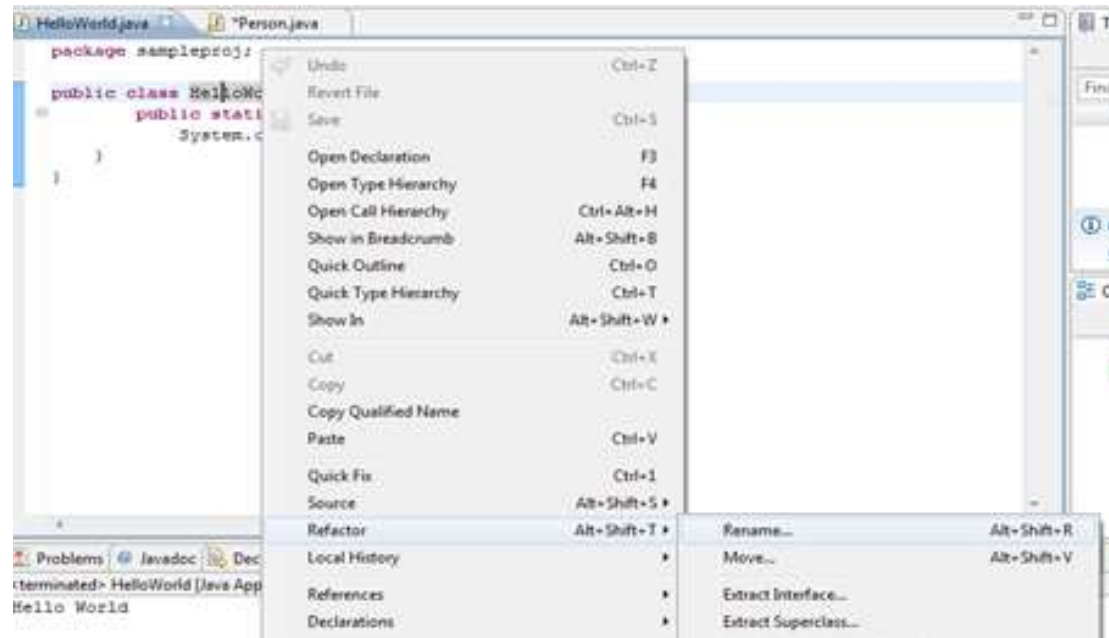 HelloWorld.java *Person.java
package sampleproj;
public class HelloWo
public stati
System.o
}
}
Undo Ctrl+Z
Revert File
Save Ctrl+S
Open Declaration F3
Open Type Hierarchy F4
Open Call Hierarchy Ctrl+Alt+H
Show in Breadcrumb Alt+Shift+B
Quick Outline Ctrl+O
Quick Type Hierarchy Ctrl+T
Show In Alt+Shift+W
Cut Ctrl+X
Copy Ctrl+C
Copy Qualified Name
Paste Ctrl+V
Quick Fix Ctrl+1
Source Alt+Shift+S
Refactor Alt+Shift+T
Local History
References
Declarations
Rename... Alt+Shift+R
Move... Alt+Shift+V
Extract Interface...
Extract Superclass...
Problems @ Javadoc Dec
<terminated> HelloWorld [Java App
Hello World
T
Find
C